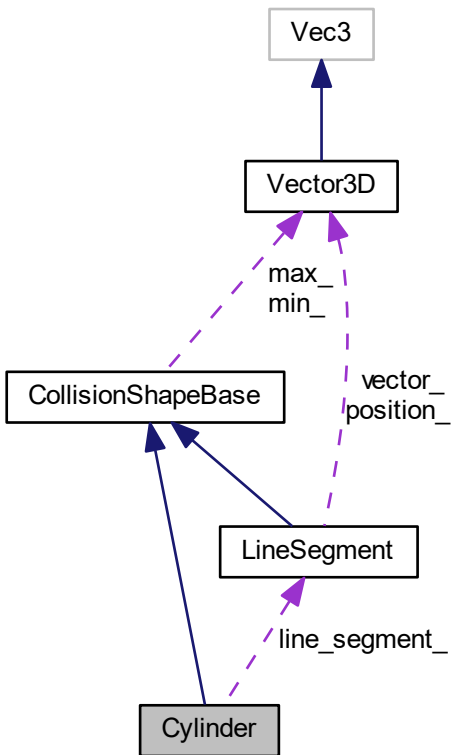 Vec3
Vector3D
max_
min_
CollisionShapeBase
vector_
position_
LineSegment
line_segment_
Cylinder